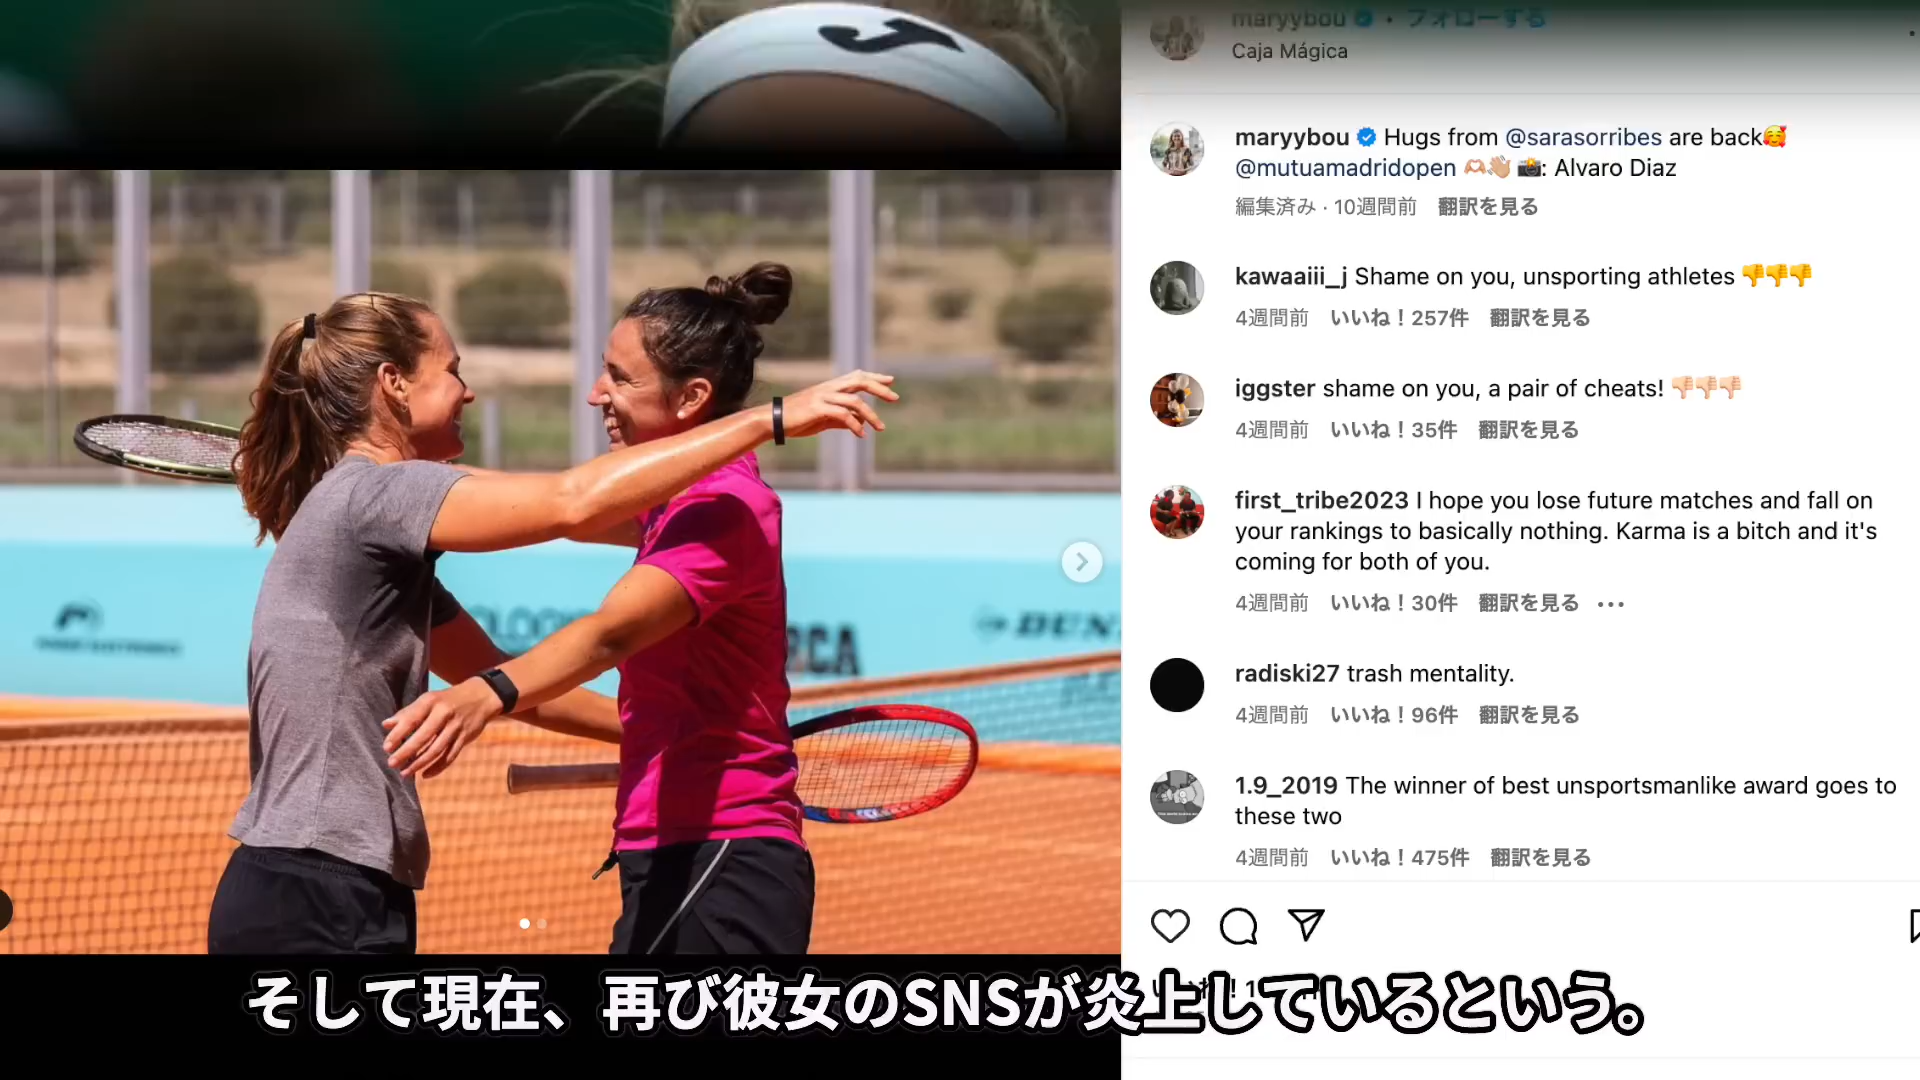 maryybou • フォローする
Caja Mágica
maryybou Hugs from @sarasorribes are back🥰
@mutuamadridopen 🫶🏼👋🏼 📸: Alvaro Diaz
編集済み · 10週間前 翻訳を見る
kawaaiii_j Shame on you, unsporting athletes 👎👎👎
4週間前 いいね！257件 翻訳を見る
iggster shame on you, a pair of cheats! 👎🏻👎🏻👎🏻
4週間前 いいね！35件 翻訳を見る
first_tribe2023 I hope you lose future matches and fall on
your rankings to basically nothing. Karma is a bitch and it's
coming for both of you.
4週間前 いいね！30件 翻訳を見る •••
radiski27 trash mentality.
4週間前 いいね！96件 翻訳を見る
1.9_2019 The winner of best unsportsmanlike award goes to
these two
4週間前 いいね！475件 翻訳を見る
そして現在、再び彼女のSNSが炎上しているという。